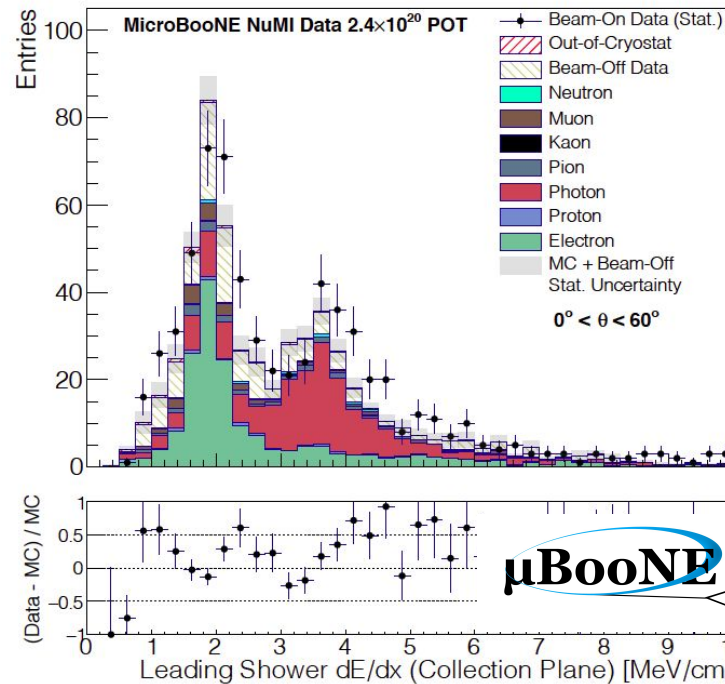 MicroBooNE NuMI Data 2.4×10²⁰ POT
Entries
100
80
60
40
20
0
Beam-On Data (Stat.)
Out-of-Cryostat
Beam-Off Data
Neutron
Muon
Kaon
Pion
Photon
Proton
Electron
MC + Beam-Off
Stat. Uncertainty
0° < θ < 60°
(Data - MC) / MC
1
0.5
0
−0.5
−1
µBooNE
0 1 2 3 4 5 6 7 8 9
Leading Shower dE/dx (Collection Plane) [MeV/cm